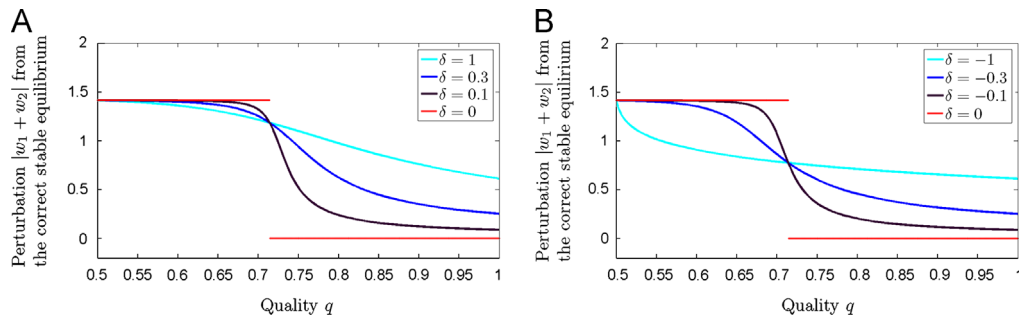 A
Perturbation |w₁ + w₂| from
the correct stable equilibrium
2
1.5
1
0.5
0
0.5 0.55 0.6 0.65 0.7 0.75 0.8 0.85 0.9 0.95 1
Quality q
δ = 1
δ = 0.3
δ = 0.1
δ = 0
B
Perturbation |w₁ + w₂| from
the correct stable equilirium
2
1.5
1
0.5
0
0.5 0.55 0.6 0.65 0.7 0.75 0.8 0.85 0.9 0.95 1
Quality q
δ = −1
δ = −0.3
δ = −0.1
δ = 0